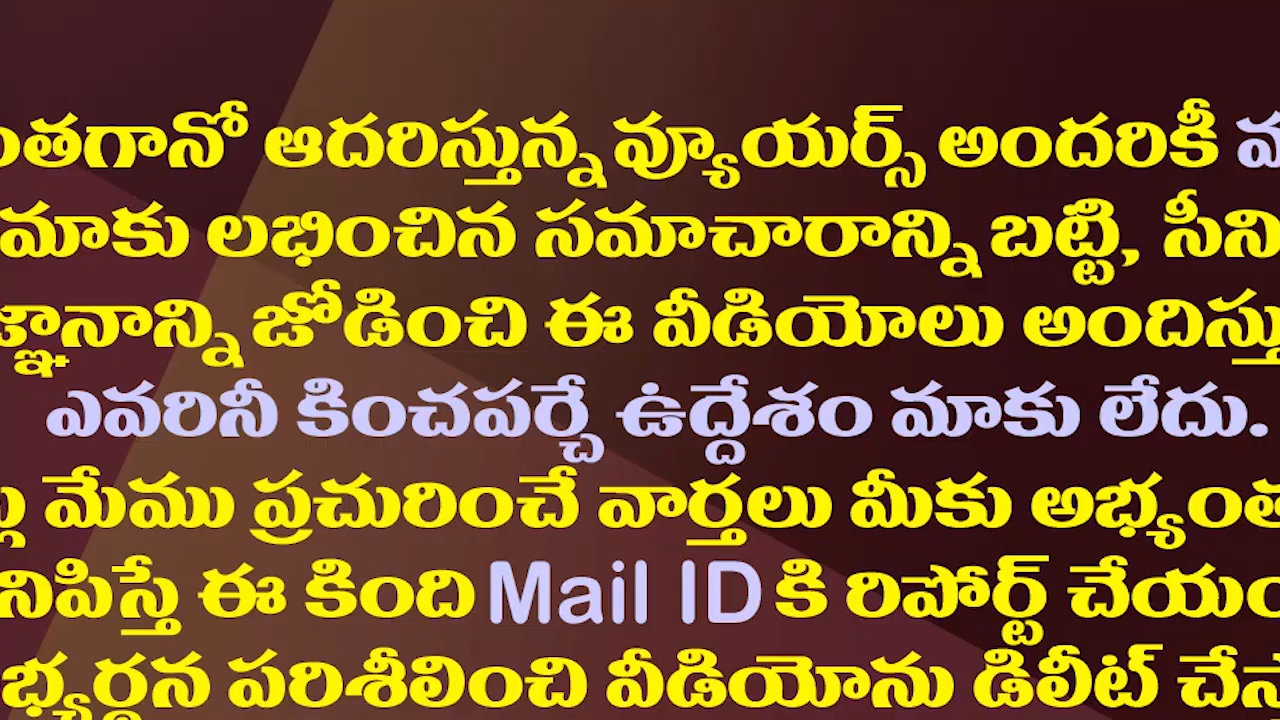 ంతగానో ఆదరిస్తున్న వ్యూయర్స్ అందరికీ
మాకు లభించిన సమాచారాన్ని బట్టి, సీని
జ్ఞానాన్ని జోడించి ఈ వీడియోలు అందిస్తు
ఎవరినీ కించపర్చే ఉద్దేశం మాకు లేదు.
మేము ప్రచురించే వార్తలు మీకు అభ్యంత
నిపిస్తే ఈ కింది Mail ID కి రిపోర్ట్ చేయం
భ్యర్థన పరిశీలించి వీడియోను డిలీట్ చేస